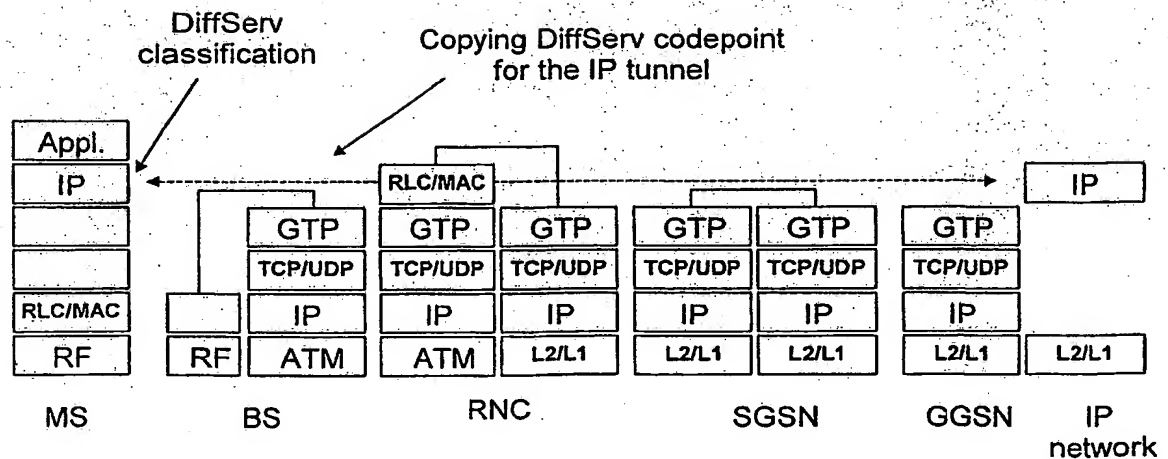 DiffServ
classification
Copying DiffServ codepoint
for the IP tunnel
Appl.
IP RLC/MAC IP
GTP GTP GTP GTP GTP GTP
TCP/UDP TCP/UDP TCP/UDP TCP/UDP TCP/UDP TCP/UDP
RLC/MAC IP IP IP IP IP IP
RF RF ATM ATM L2/L1 L2/L1 L2/L1 L2/L1 L2/L1
MS BS RNC SGSN GGSN IP
network